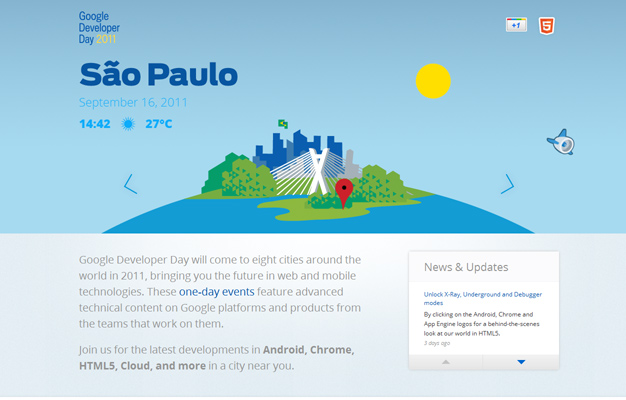 Google
Developer
Day 2011
+1
5
São Paulo
September 16, 2011
14:42 27°C
Google Developer Day will come to eight cities around the
world in 2011, bringing you the future in web and mobile
technologies. These one-day events feature advanced
technical content on Google platforms and products from
the teams that work on them.
Join us for the latest developments in Android, Chrome,
HTML5, Cloud, and more in a city near you.
News & Updates
Unlock X-Ray, Underground and Debugger
modes
By clicking on the Android, Chrome and
App Engine logos for a behind-the-scenes
look at our world in HTML5.
3 days ago